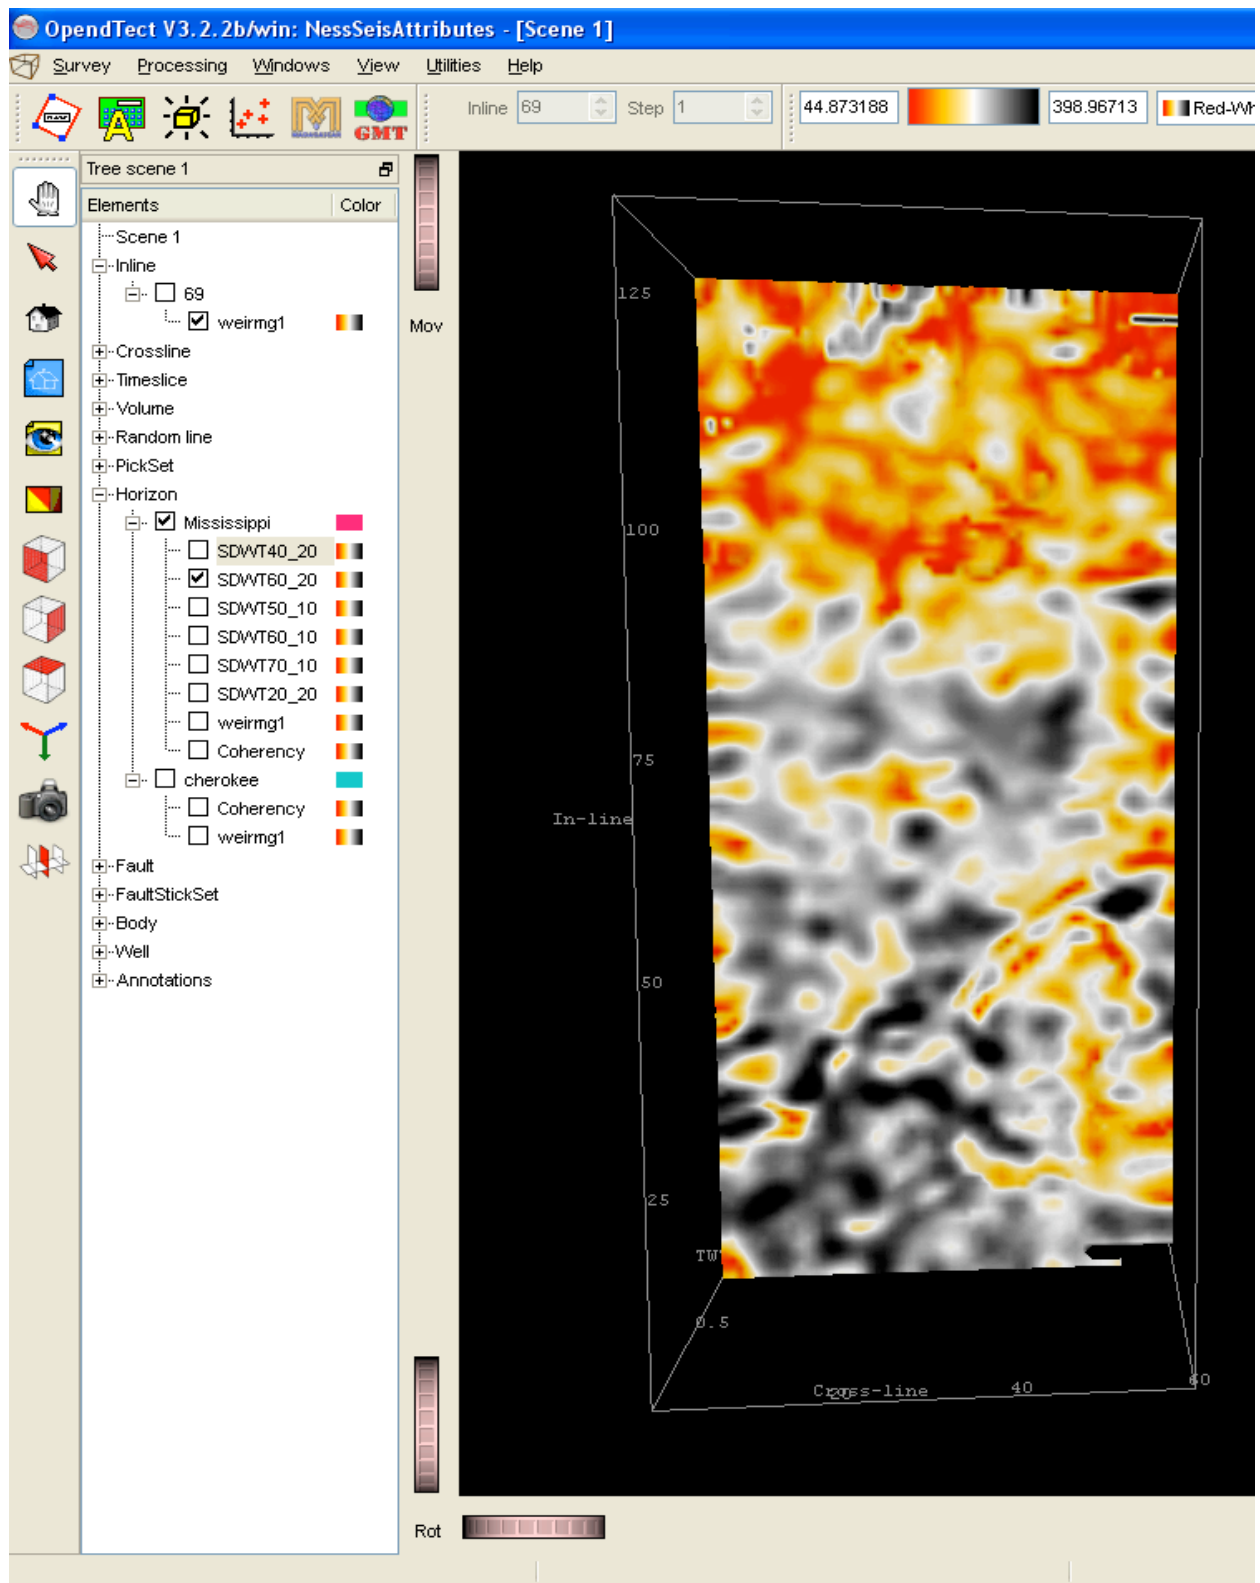 OpendTect V3.2.2b/win: NessSeisAttributes - [Scene 1]
Survey Processing Windows View Utilities Help
Inline 69 Step 1 44.873188 398.96713 Red-Wh
A GMT
Tree scene 1
Elements Color
Scene 1
Inline
69
weirmg1
Mov
Crossline
Timeslice
Volume
Random line
PickSet
Horizon
Mississippi
SDWT40_20
SDWT60_20
SDWT50_10
SDWT60_10
SDWT70_10
SDWT20_20
weirmg1
Coherency
cherokee
Coherency
weirmg1
Fault
FaultStickSet
Body
Well
Annotations
125
100
75
In-line
50
25
TW
0.5
Cross-line 20 40 60
Rot